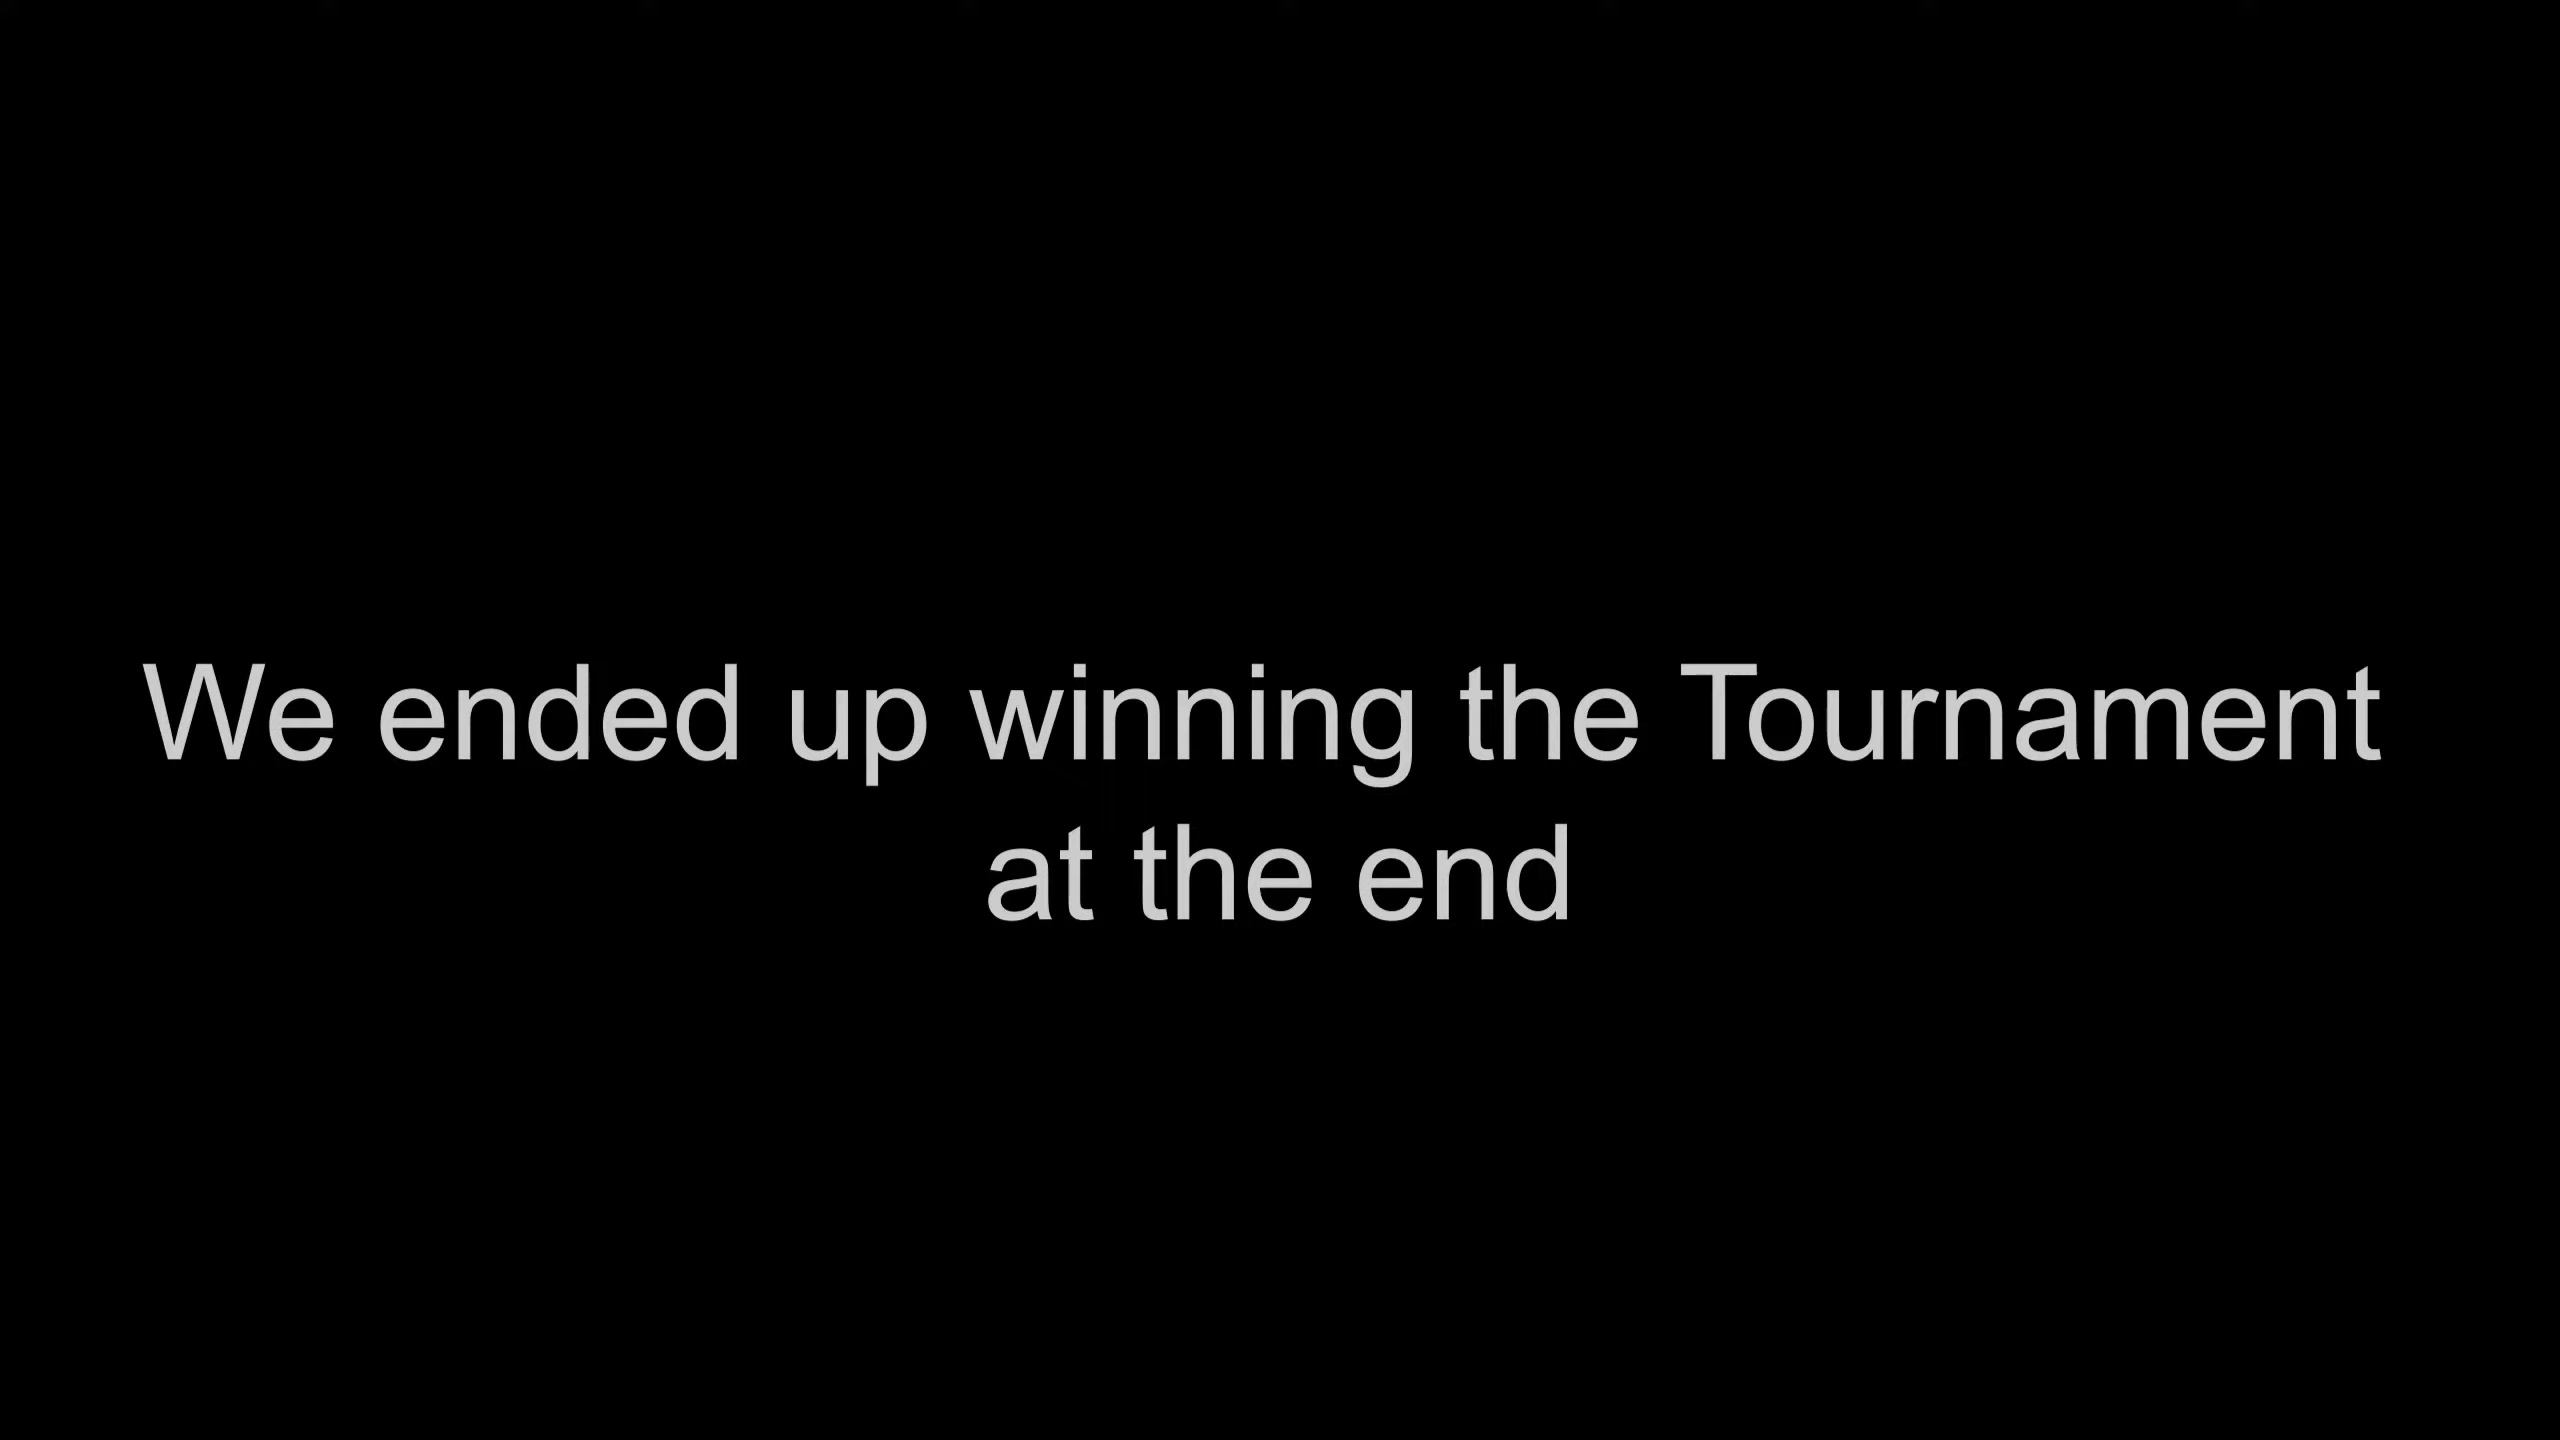 We ended up winning the Tournament
at the end